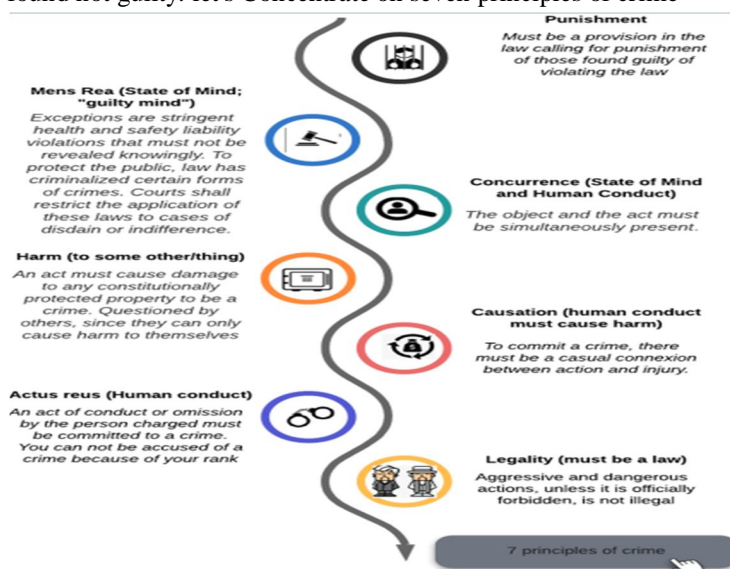 found not guilty. let's Concentrate on seven principles of crime
Punishment
Must be a provision in the
law calling for punishment
of those found guilty of
violating the law
Mens Rea (State of Mind;
"guilty mind")
Exceptions are stringent
health and safety liability
violations that must not be
revealed knowingly. To
protect the public, law has
criminalized certain forms
of crimes. Courts shall
restrict the application of
these laws to cases of
disdain or indifference.
Concurrence (State of Mind
and Human Conduct)
The object and the act must
be simultaneously present.
Harm (to some other/thing)
An act must cause damage
to any constitutionally
protected property to be a
crime. Questioned by
others, since they can only
cause harm to themselves
Causation (human conduct
must cause harm)
To commit a crime, there
must be a casual connexion
between action and injury.
Actus reus (Human conduct)
An act of conduct or omission
by the person charged must
be committed to a crime.
You can not be accused of a
crime because of your rank
Legality (must be a law)
Aggressive and dangerous
actions, unless it is officially
forbidden, is not illegal
7 principles of crime